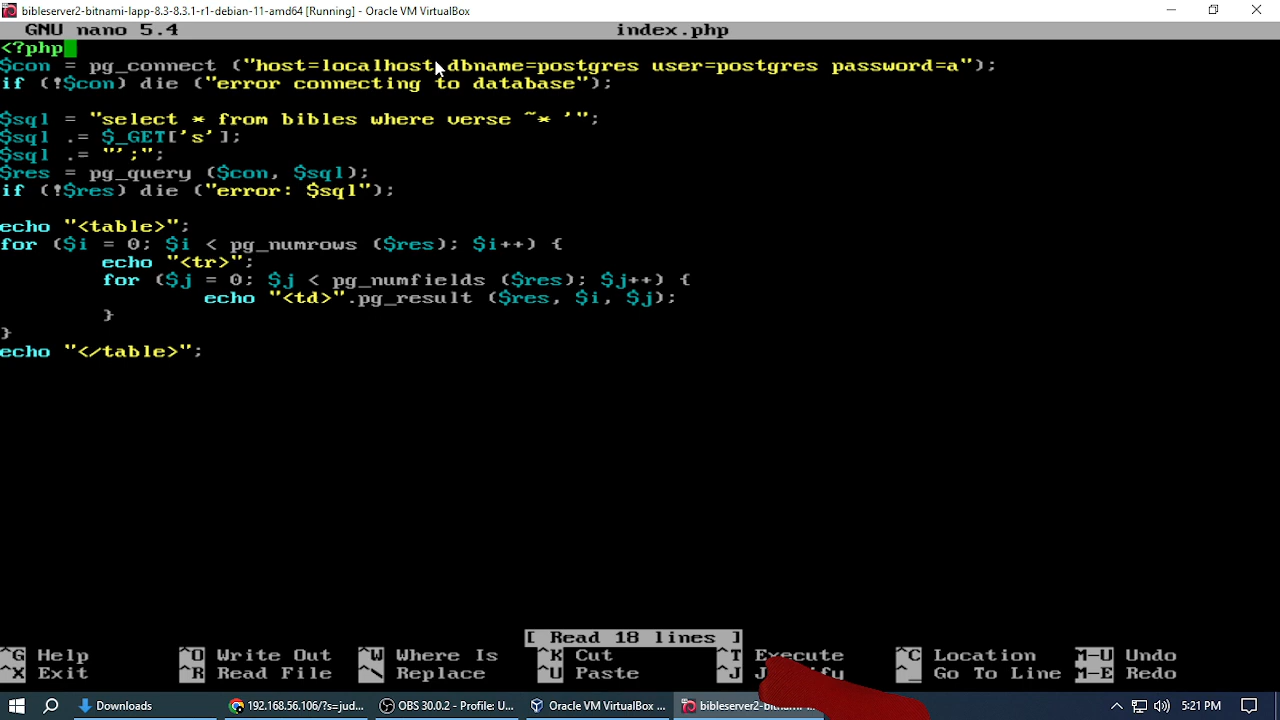 bibleserver2-bitnami-lapp-8.3-8.3.1-r1-debian-11-amd64 [Running] - Oracle VM VirtualBox
GNU nano 5.4 index.php
<?php
$con = pg_connect ("host=localhost dbname=postgres user=postgres password=a");
if (!$con) die ("error connecting to database");
$sql = "select * from bibles where verse ~* '";
$sql .= $_GET['s'];
$sql .= "';";
$res = pg_query ($con, $sql);
if (!$res) die ("error: $sql");
echo "<table>";
for ($i = 0; $i < pg_numrows ($res); $i++) {
echo "<tr>";
for ($j = 0; $j < pg_numfields ($res); $j++) {
echo "<td>".pg_result ($res, $i, $j);
}
}
echo "</table>";
[ Read 18 lines ]
^G Help ^O Write Out ^W Where Is ^K Cut ^T Execute ^C Location M-U Undo
^X Exit ^R Read File ^\ Replace ^U Paste ^J ^_ Go To Line M-E Redo
Downloads 192.168.56.106/?s=jud... OBS 30.0.2 - Profile: U... Oracle VM VirtualBox ... bibleserver2-bitnami-l... 5:21 PM